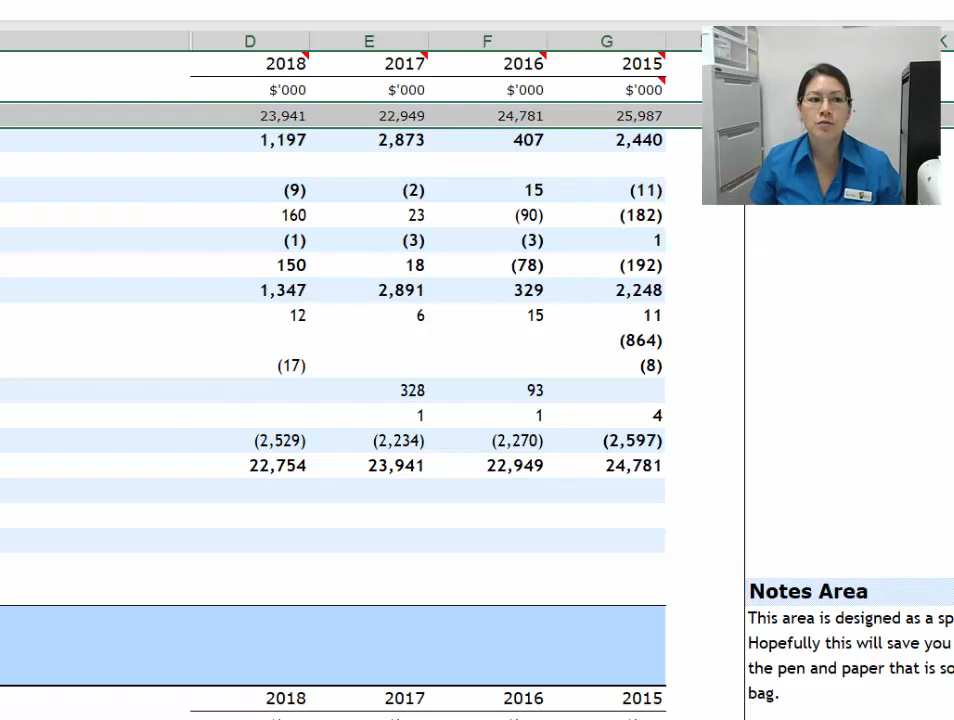 D E F G K
2018 2017 2016 2015
$'000 $'000 $'000 $'000
23,941 22,949 24,781 25,987
1,197 2,873 407 2,440
(9) (2) 15 (11)
160 23 (90) (182)
(1) (3) (3) 1
150 18 (78) (192)
1,347 2,891 329 2,248
12 6 15 11
(864)
(17) (8)
328 93
1 1 4
(2,529) (2,234) (2,270) (2,597)
22,754 23,941 22,949 24,781
Notes Area
This area is designed as a sp
Hopefully this will save you
the pen and paper that is so
bag.
2018 2017 2016 2015